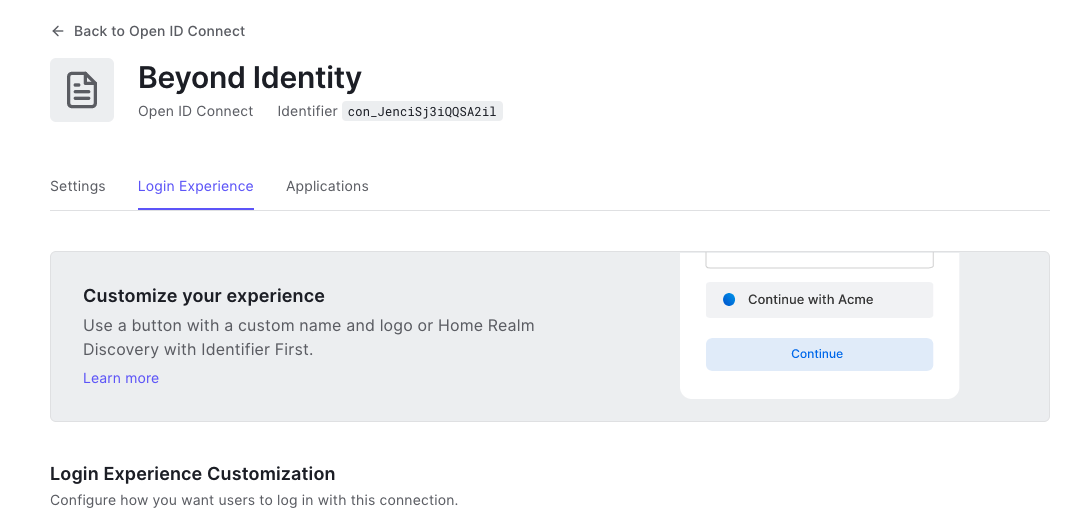 Back to Open ID Connect
Beyond Identity
Open ID Connect Identifier con_JenciSj3iQQSA2il
Settings Login Experience Applications
Customize your experience
Use a button with a custom name and logo or Home Realm
Discovery with Identifier First.
Learn more
Continue with Acme
Continue
Login Experience Customization
Configure how you want users to log in with this connection.